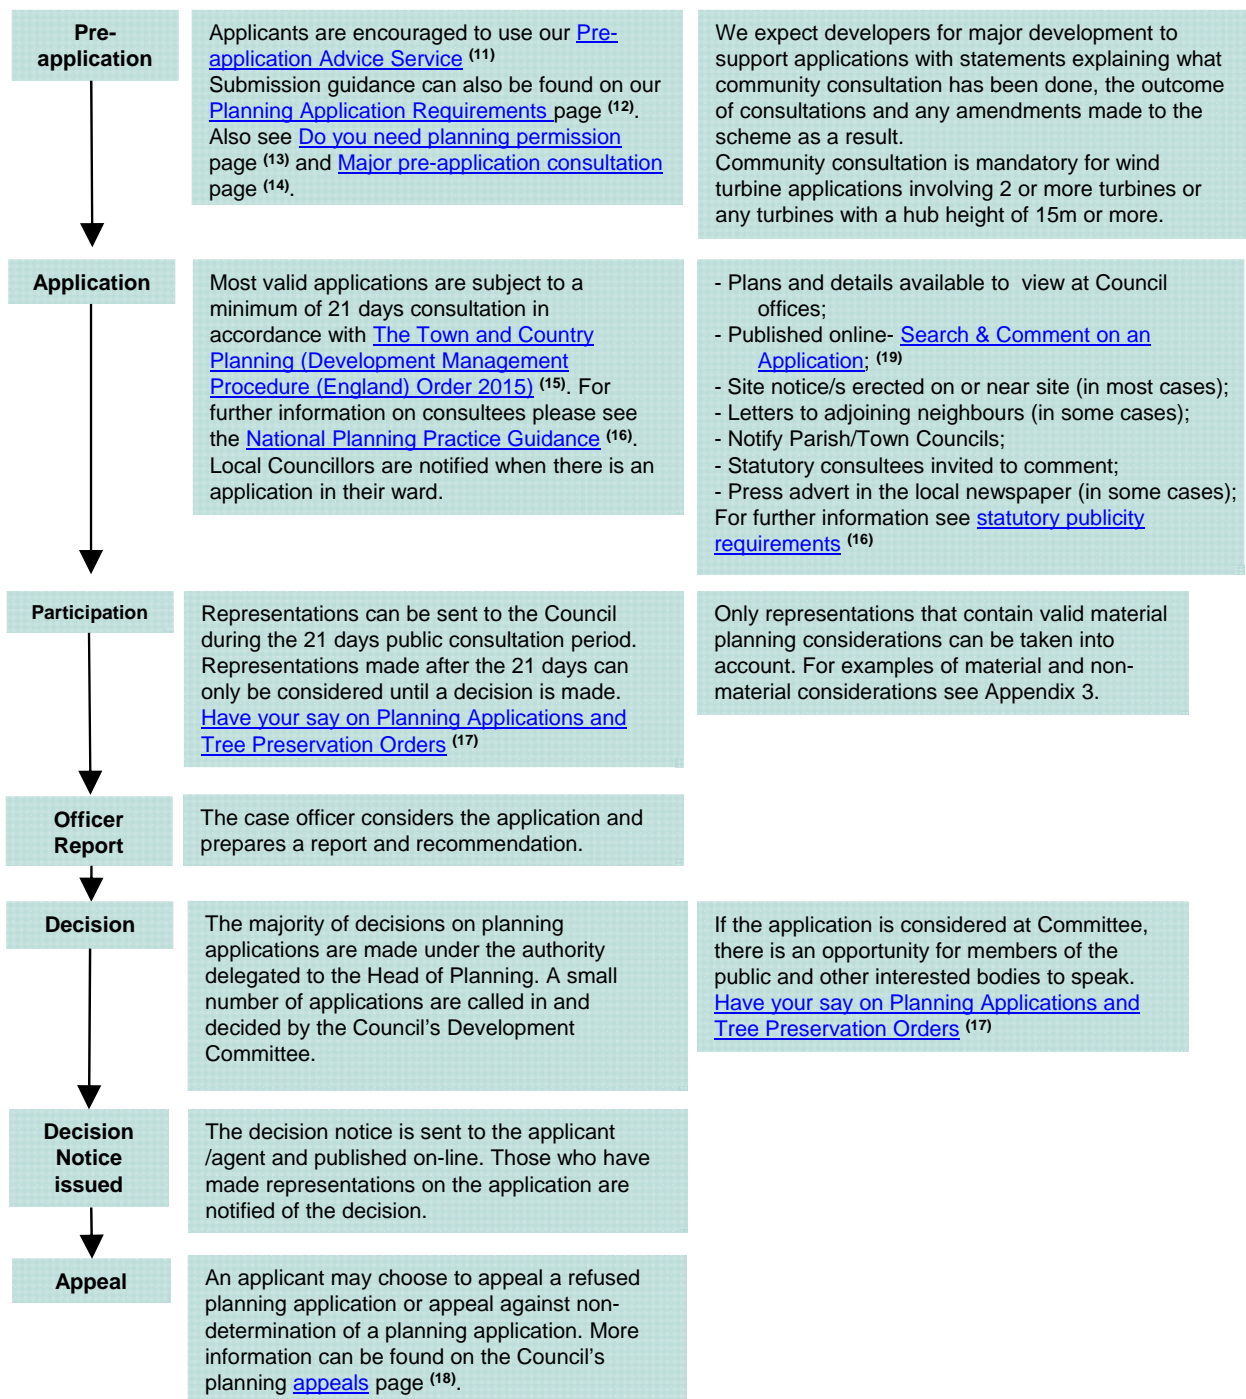 Pre-
application
Applicants are encouraged to use our Pre-
application Advice Service (11)
Submission guidance can also be found on our
Planning Application Requirements page (12).
Also see Do you need planning permission
page (13) and Major pre-application consultation
page (14).
We expect developers for major development to
support applications with statements explaining what
community consultation has been done, the outcome
of consultations and any amendments made to the
scheme as a result.
Community consultation is mandatory for wind
turbine applications involving 2 or more turbines or
any turbines with a hub height of 15m or more.
Application
Most valid applications are subject to a
minimum of 21 days consultation in
accordance with The Town and Country
Planning (Development Management
Procedure (England) Order 2015) (15). For
further information on consultees please see
the National Planning Practice Guidance (16).
Local Councillors are notified when there is an
application in their ward.
- Plans and details available to  view at Council
offices;
- Published online- Search & Comment on an
Application; (19)
- Site notice/s erected on or near site (in most cases);
- Letters to adjoining neighbours (in some cases);
- Notify Parish/Town Councils;
- Statutory consultees invited to comment;
- Press advert in the local newspaper (in some cases);
For further information see statutory publicity
requirements (16)
Participation
Representations can be sent to the Council
during the 21 days public consultation period.
Representations made after the 21 days can
only be considered until a decision is made.
Have your say on Planning Applications and
Tree Preservation Orders (17)
Only representations that contain valid material
planning considerations can be taken into
account. For examples of material and non-
material considerations see Appendix 3.
Officer
Report
The case officer considers the application and
prepares a report and recommendation.
Decision
The majority of decisions on planning
applications are made under the authority
delegated to the Head of Planning. A small
number of applications are called in and
decided by the Council's Development
Committee.
If the application is considered at Committee,
there is an opportunity for members of the
public and other interested bodies to speak.
Have your say on Planning Applications and
Tree Preservation Orders (17)
Decision
Notice
issued
The decision notice is sent to the applicant
/agent and published on-line. Those who have
made representations on the application are
notified of the decision.
Appeal
An applicant may choose to appeal a refused
planning application or appeal against non-
determination of a planning application. More
information can be found on the Council's
planning appeals page (18).